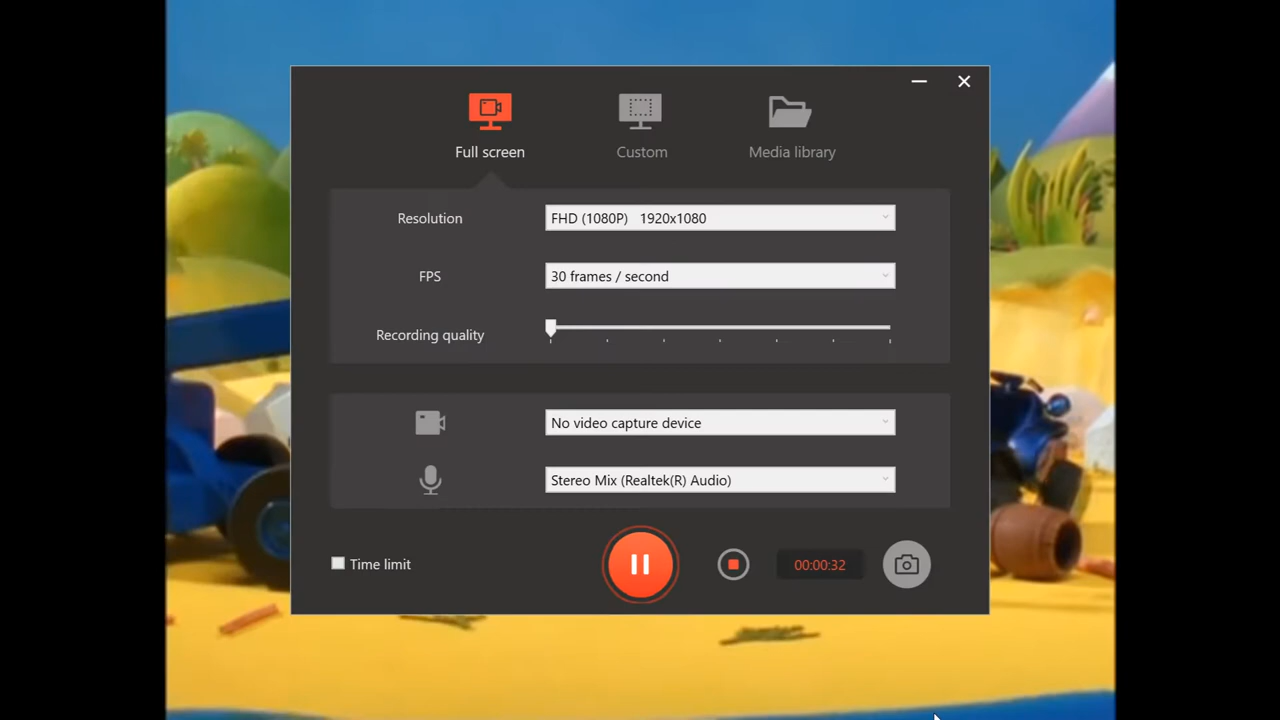 Full screen
Custom
Media library
Resolution
FHD (1080P) 1920x1080
FPS
30 frames / second
Recording quality
No video capture device
Stereo Mix (Realtek(R) Audio)
Time limit
00:00:32